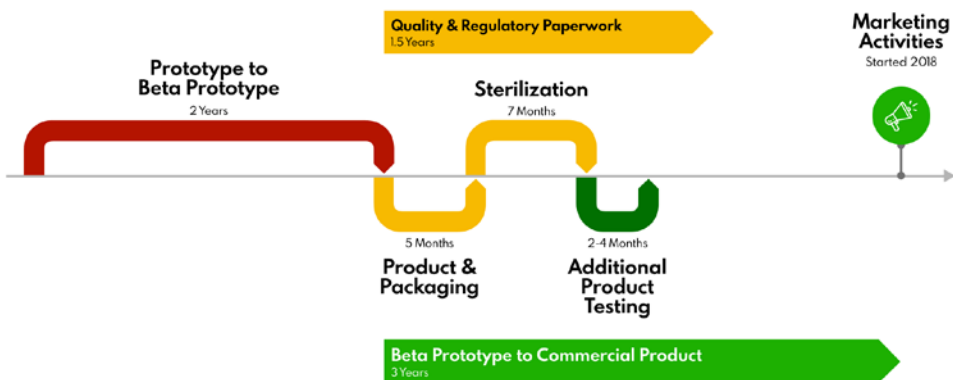 Quality & Regulatory Paperwork
1.5 Years
Marketing
Activities
Started 2018
Prototype to
Beta Prototype
2 Years
Sterilization
7 Months
5 Months
Product &
Packaging
2-4 Months
Additional
Product
Testing
Beta Prototype to Commercial Product
3 Years